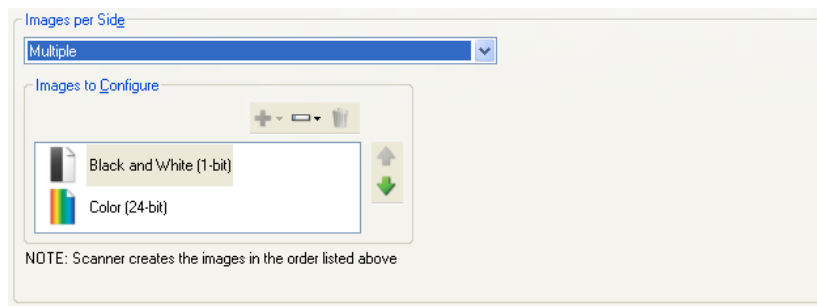 Images per Side
Multiple
Images to Configure
Black and White (1-bit)
Color (24-bit)
NOTE: Scanner creates the images in the order listed above